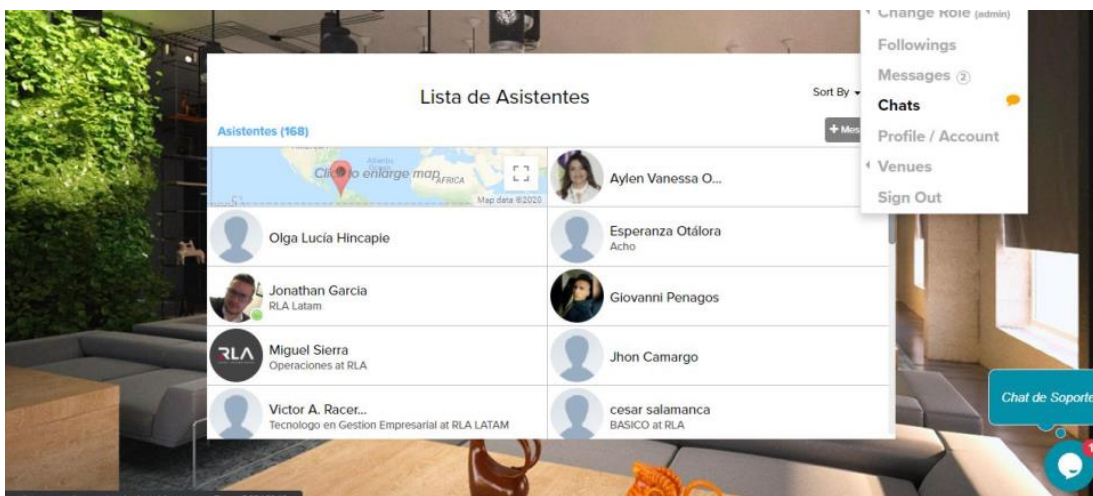 Change Role (admin)
Followings
Messages 2
Chats
Profile / Account
Venues
Sign Out
Lista de Asistentes
Sort By
Asistentes (168)
+ Mes
Click to enlarge map
Atlantic
AFRICA
Map data ©2020
Aylen Vanessa O...
Olga Lucía Hincapie
Esperanza Otálora
Acho
Jonathan Garcia
RLA Latam
Giovanni Penagos
RLA
Miguel Sierra
Operaciones at RLA
Jhon Camargo
Victor A. Racer...
Tecnologo en Gestion Empresarial at RLA LATAM
cesar salamanca
BASICO at RLA
Chat de Soporte
1